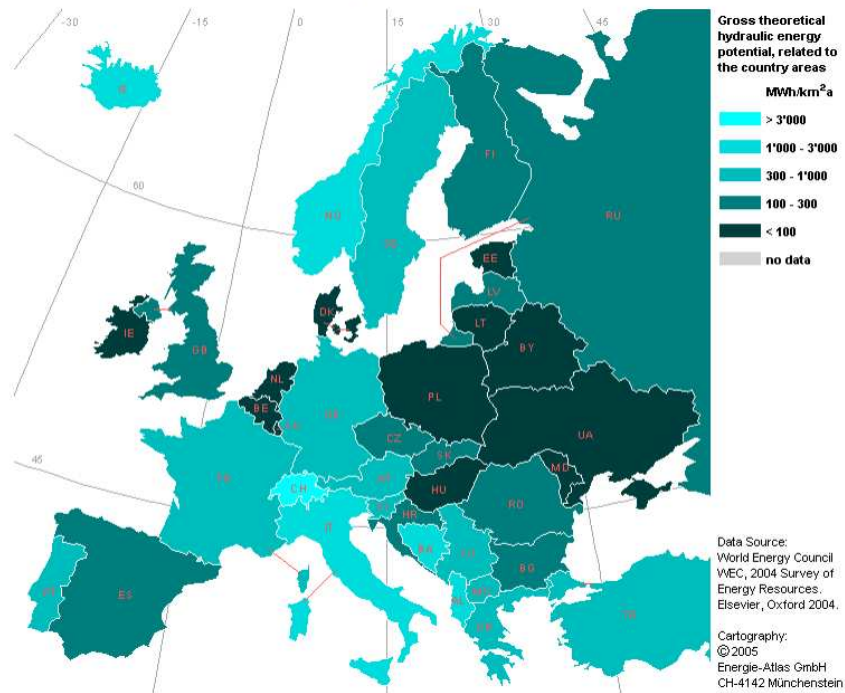 -30
-15
0
15
30
45
Gross theoretical
hydraulic energy
potential, related to
the country areas
MWh/km²a
> 3'000
1'000 - 3'000
300 - 1'000
100 - 300
< 100
no data
IS
60
NO
SE
FI
RU
EE
LV
LT
DK
IE
GB
NL
BE
DE
PL
BY
UA
CZ
SK
MD
45
FR
CH
AT
HU
RO
HR
IT
BA
BG
PT
ES
AL
GR
TR
Data Source:
World Energy Council
WEC, 2004 Survey of
Energy Resources.
Elsevier, Oxford 2004.
Cartography:
©2005
Energie-Atlas GmbH
CH-4142 Münchenstein